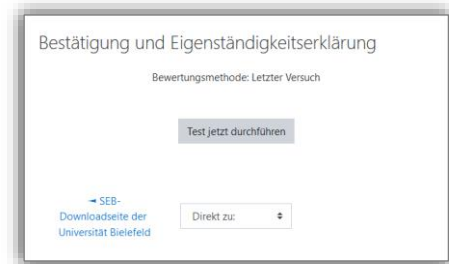 Bestätigung und Eigenständigkeitserklärung
Bewertungsmethode: Letzter Versuch
Test jetzt durchführen
◄ SEB-
Downloadseite der
Universität Bielefeld
Direkt zu: